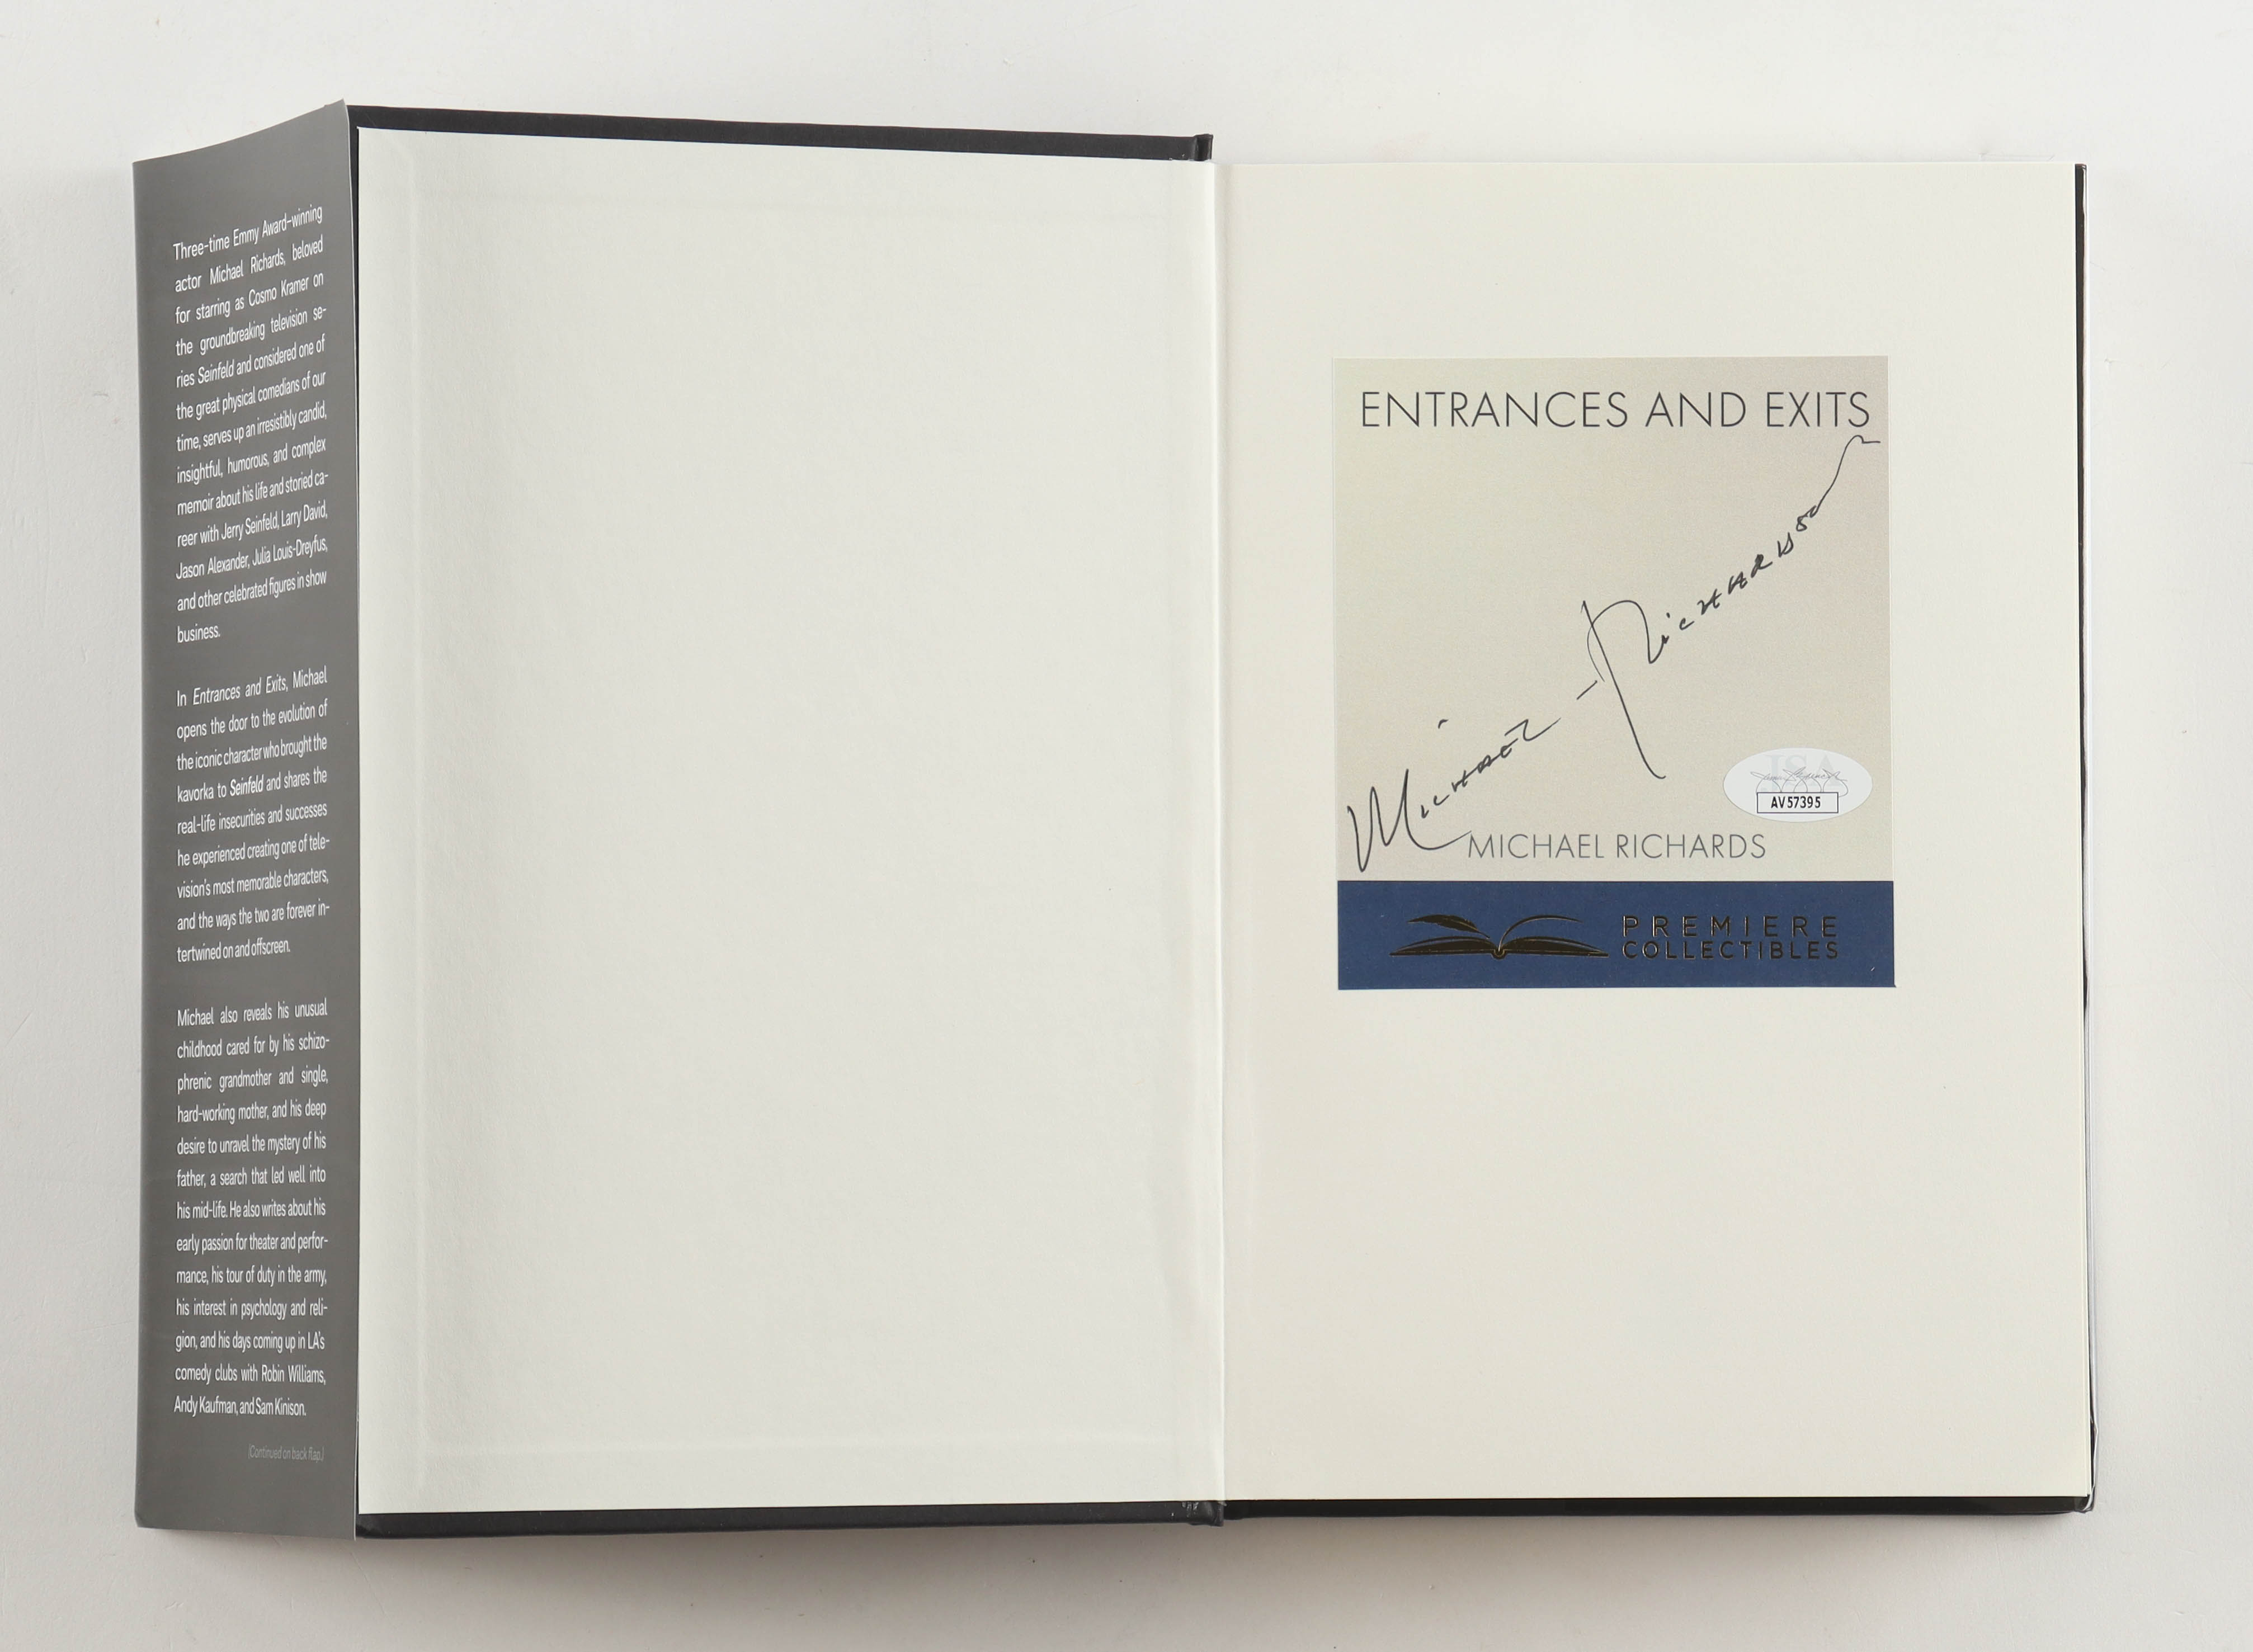 Three-time Emmy Award-winning
actor Michael Richards, beloved
for starring as Cosmo Kramer on
the groundbreaking television se-
ries Seinfeld and considered one of
the great physical comedians of our
time, serves up an irresistibly candid,
insightful, humorous, and complex
memoir about his life and storied ca-
reer with Jerry Seinfeld, Larry David,
Jason Alexander, Julia Louis-Dreyfus,
and other celebrated figures in show
business.
In Entrances and Exits, Michael
opens the door to the evolution of
the iconic character who brought the
kavorka to Seinfeld and shares the
real-life insecurities and successes
he experienced creating one of tele-
vision's most memorable characters,
and the ways the two are forever in-
tertwined on and offscreen.
Michael also reveals his unusual
childhood cared for by his schizo-
phrenic grandmother and single,
hard-working mother, and his deep
desire to unravel the mystery of his
father, a search that led well into
his mid-life. He also writes about his
early passion for theater and perfor-
mance, his tour of duty in the army,
his interest in psychology and reli-
gion, and his days coming up in LA's
comedy clubs with Robin Williams,
Andy Kaufman, and Sam Kinison.
(Continued on back flap)
ENTRANCES AND EXITS
Michael Richards
JSA
AV57395
MICHAEL RICHARDS
PREMIERE
COLLECTIBLES